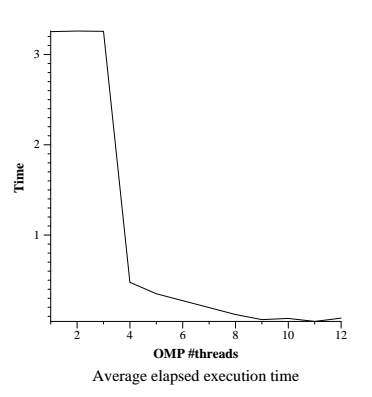 3
2
1
Time
2 4 6 8 10 12
OMP #threads
Average elapsed execution time